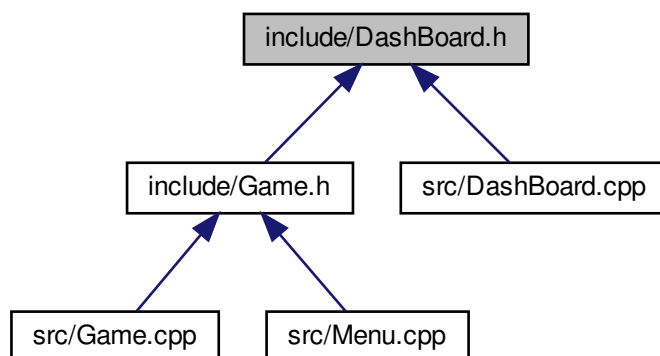 include/DashBoard.h
include/Game.h
src/DashBoard.cpp
src/Game.cpp
src/Menu.cpp